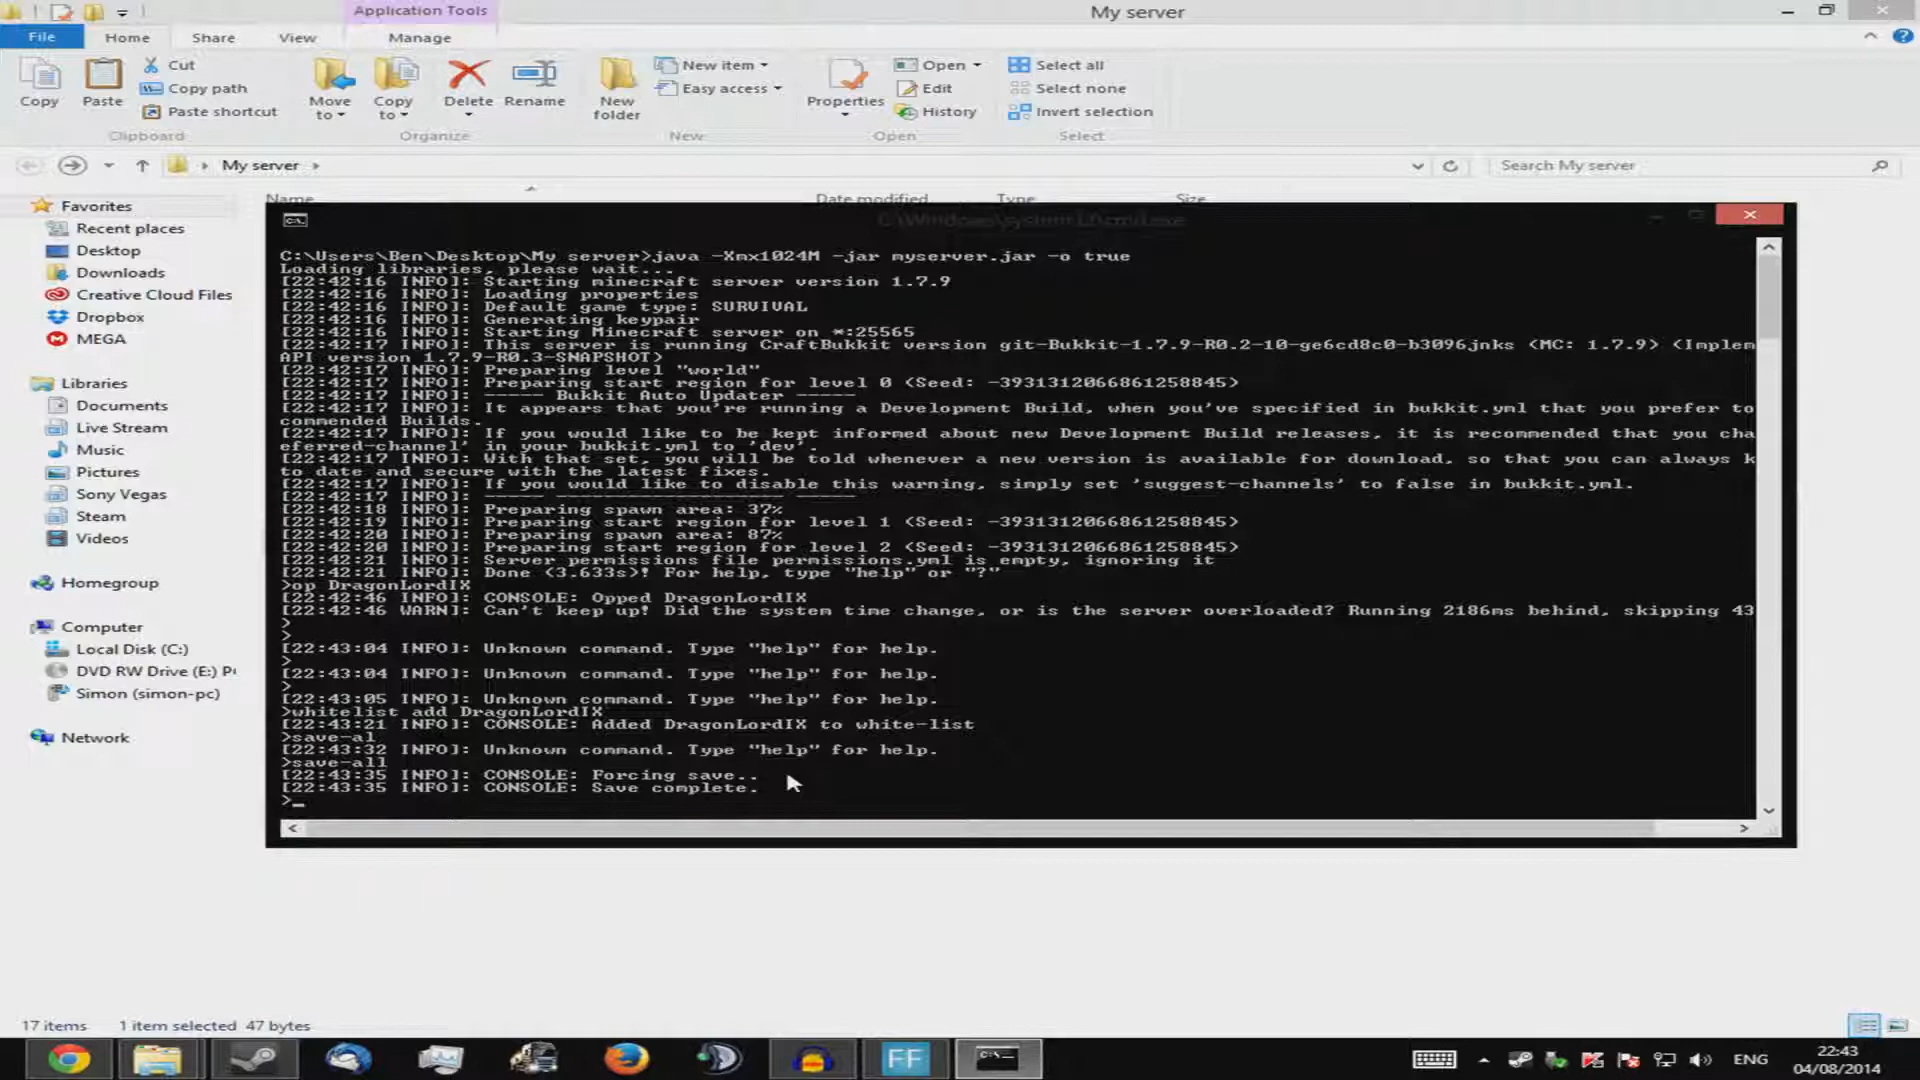 Application Tools
My server
File
Home
Share
View
Manage
Copy
Paste
Cut
Copy path
Paste shortcut
Move to
Copy to
Delete
Rename
New folder
New item
Easy access
Properties
Open
Edit
History
Select all
Select none
Invert selection
Clipboard
Organize
New
Open
Select
My server
Search My server
Name
Date modified
Type
Size
Favorites
Recent places
Desktop
Downloads
Creative Cloud Files
Dropbox
MEGA
Libraries
Documents
Live Stream
Music
Pictures
Sony Vegas
Steam
Videos
Homegroup
Computer
Local Disk (C:)
DVD RW Drive (E:) P
Simon (simon-pc)
Network
C:\Windows\system32\cmd.exe
C:\Users\Ben\Desktop\My server>java -Xmx1024M -jar myserver.jar -o true
Loading libraries, please wait...
[22:42:16 INFO]: Starting minecraft server version 1.7.9
[22:42:16 INFO]: Loading properties
[22:42:16 INFO]: Default game type: SURVIVAL
[22:42:16 INFO]: Generating keypair
[22:42:16 INFO]: Starting Minecraft server on *:25565
[22:42:17 INFO]: This server is running CraftBukkit version git-Bukkit-1.7.9-R0.2-10-ge6cd8c0-b3096jnks (MC: 1.7.9) (Implem
API version 1.7.9-R0.3-SNAPSHOT)
[22:42:17 INFO]: Preparing level "world"
[22:42:17 INFO]: Preparing start region for level 0 (Seed: -3931312066861258845)
[22:42:17 INFO]: ----- Bukkit Auto Updater -----
[22:42:17 INFO]: It appears that you're running a Development Build, when you've specified in bukkit.yml that you prefer to
commended Builds.
[22:42:17 INFO]: If you would like to be kept informed about new Development Build releases, it is recommended that you cha
eferred-channel' in your bukkit.yml to 'dev'.
[22:42:17 INFO]: With that set, you will be told whenever a new version is available for download, so that you can always k
to date and secure with the latest fixes.
[22:42:17 INFO]: If you would like to disable this warning, simply set 'suggest-channels' to false in bukkit.yml.
[22:42:17 INFO]: ----- ------------------- -----
[22:42:18 INFO]: Preparing spawn area: 37%
[22:42:19 INFO]: Preparing start region for level 1 (Seed: -3931312066861258845)
[22:42:20 INFO]: Preparing spawn area: 87%
[22:42:20 INFO]: Preparing start region for level 2 (Seed: -3931312066861258845)
[22:42:21 INFO]: Server permissions file permissions.yml is empty, ignoring it
[22:42:21 INFO]: Done (3.633s)! For help, type "help" or "?"
>op DragonLordIX
[22:42:46 INFO]: CONSOLE: Opped DragonLordIX
[22:42:46 WARN]: Can't keep up! Did the system time change, or is the server overloaded? Running 2186ms behind, skipping 43
>
>
[22:43:04 INFO]: Unknown command. Type "help" for help.
>
[22:43:04 INFO]: Unknown command. Type "help" for help.
>
[22:43:05 INFO]: Unknown command. Type "help" for help.
>whitelist add DragonLordIX
[22:43:21 INFO]: CONSOLE: Added DragonLordIX to white-list
>save-al
[22:43:32 INFO]: Unknown command. Type "help" for help.
>save-all
[22:43:35 INFO]: CONSOLE: Forcing save..
[22:43:35 INFO]: CONSOLE: Save complete.
>_
17 items
1 item selected 47 bytes
FF
ENG
22:43
04/08/2014